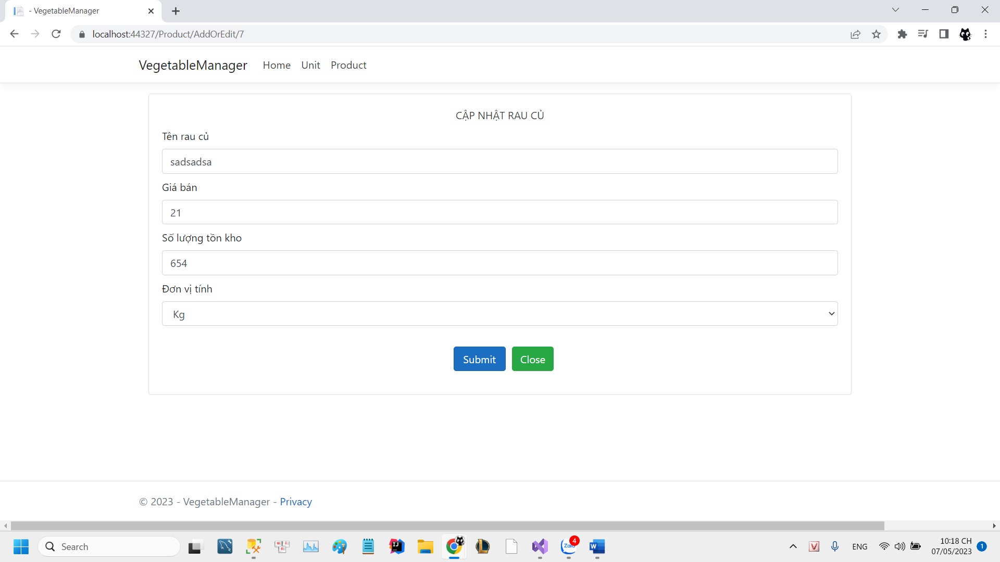 - VegetableManager
localhost:44327/Product/AddOrEdit/7
VegetableManager Home Unit Product
CẬP NHẬT RAU CỦ
Tên rau củ
sadsadsa
Giá bán
21
Số lượng tồn kho
654
Đơn vị tính
Kg
Submit Close
© 2023 - VegetableManager - Privacy
Search
4
Zalo
W
IJ
V
ENG
10:18 CH
07/05/2023
1